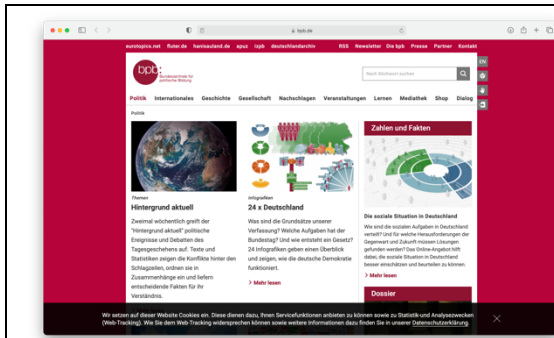 bpb.de
eurotopics.net fluter.de hanisauland.de apuz izpb deutschlandarchiv RSS Newsletter Die bpb Presse Partner Kontakt
bpb:
Bundeszentrale für
politische Bildung
Nach Stichwort suchen
EN
Politik Internationales Geschichte Gesellschaft Nachschlagen Veranstaltungen Lernen Mediathek Shop Dialog
Politik
Themen
Hintergrund aktuell
Zweimal wöchentlich greift der
"Hintergrund aktuell" politische
Ereignisse und Debatten des
Tagesgeschehens auf. Texte und
Statistiken zeigen die Konflikte hinter den
Schlagzeilen, ordnen sie in
Zusammenhänge ein und liefern
entscheidende Fakten für Ihr
Verständnis.
Infografiken
24 x Deutschland
Was sind die Grundsätze unserer
Verfassung? Welche Aufgaben hat der
Bundestag? Und wie entsteht ein Gesetz?
24 Infografiken geben einen Überblick
und zeigen, wie die deutsche Demokratie
funktioniert.
> Mehr lesen
Zahlen und Fakten
Die soziale Situation in Deutschland
Wie sind die sozialen Aufgaben in Deutschland
verteilt? Und für welche Herausforderungen der
Gegenwart und Zukunft müssen Lösungen
gefunden werden? Das Online-Angebot hilft
dabei, die soziale Situation in Deutschland
besser einschätzen und beurteilen zu können.
> Mehr lesen
Dossier
Wir setzen auf dieser Website Cookies ein. Diese dienen dazu, Ihnen Servicefunktionen anbieten zu können sowie zu Statistik-und Analysezwecken
(Web-Tracking). Wie Sie dem Web-Tracking widersprechen können sowie weitere Informationen dazu finden Sie in unserer Datenschutzerklärung.